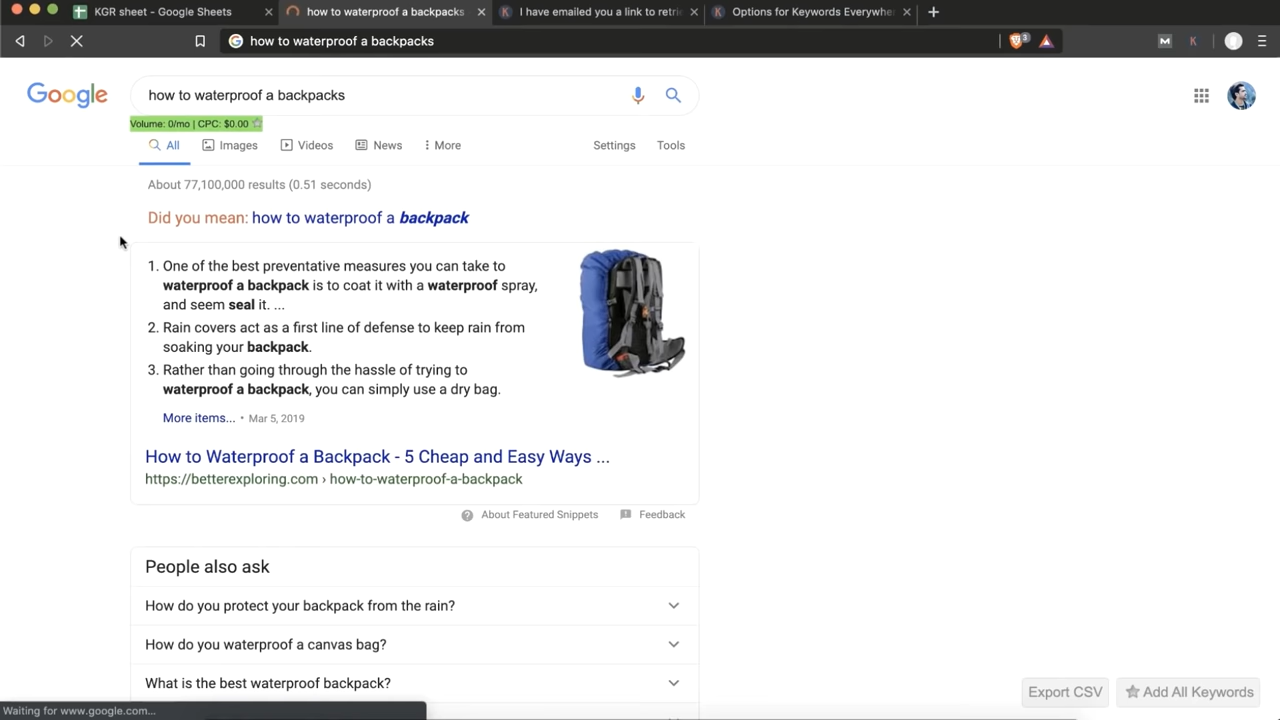 KGR sheet - Google Sheets
how to waterproof a backpacks
I have emailed you a link to retrie
Options for Keywords Everywhe
how to waterproof a backpacks
3
M
K
Google
how to waterproof a backpacks
Volume: 0/mo | CPC: $0.00
All
Images
Videos
News
More
Settings
Tools
About 77,100,000 results (0.51 seconds)
Did you mean: how to waterproof a backpack
1. One of the best preventative measures you can take to
waterproof a backpack is to coat it with a waterproof spray,
and seem seal it. ...
2. Rain covers act as a first line of defense to keep rain from
soaking your backpack.
3. Rather than going through the hassle of trying to
waterproof a backpack, you can simply use a dry bag.
More items... • Mar 5, 2019
How to Waterproof a Backpack - 5 Cheap and Easy Ways ...
https://betterexploring.com › how-to-waterproof-a-backpack
About Featured Snippets
Feedback
People also ask
How do you protect your backpack from the rain?
How do you waterproof a canvas bag?
What is the best waterproof backpack?
Export CSV
Add All Keywords
Waiting for www.google.com...